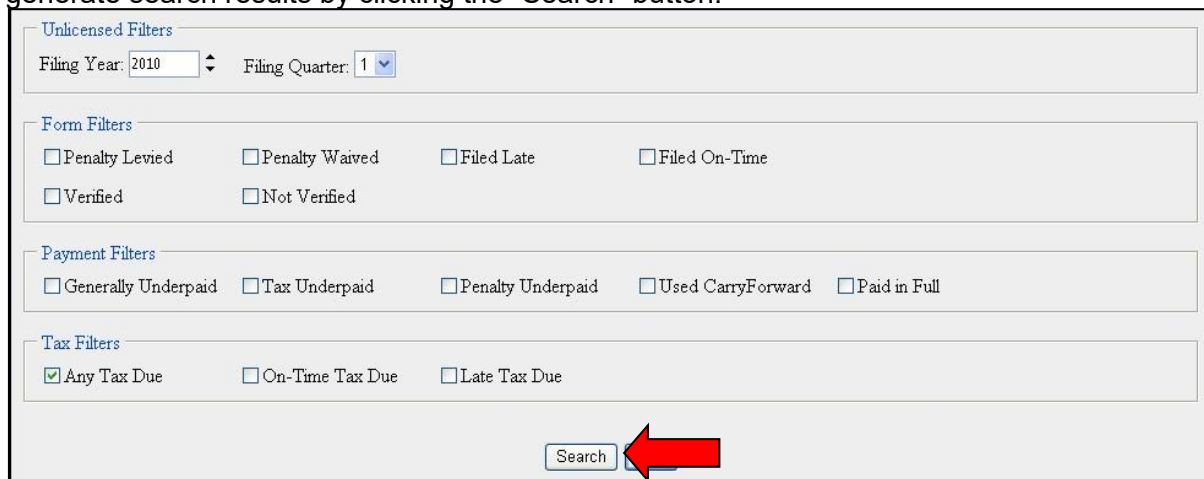 generate search results by clicking the "Search" button.
Unlicensed Filters
Filing Year: 2010 Filing Quarter: 1
Form Filters
Penalty Levied Penalty Waived Filed Late Filed On-Time
Verified Not Verified
Payment Filters
Generally Underpaid Tax Underpaid Penalty Underpaid Used CarryForward Paid in Full
Tax Filters
Any Tax Due On-Time Tax Due Late Tax Due
Search